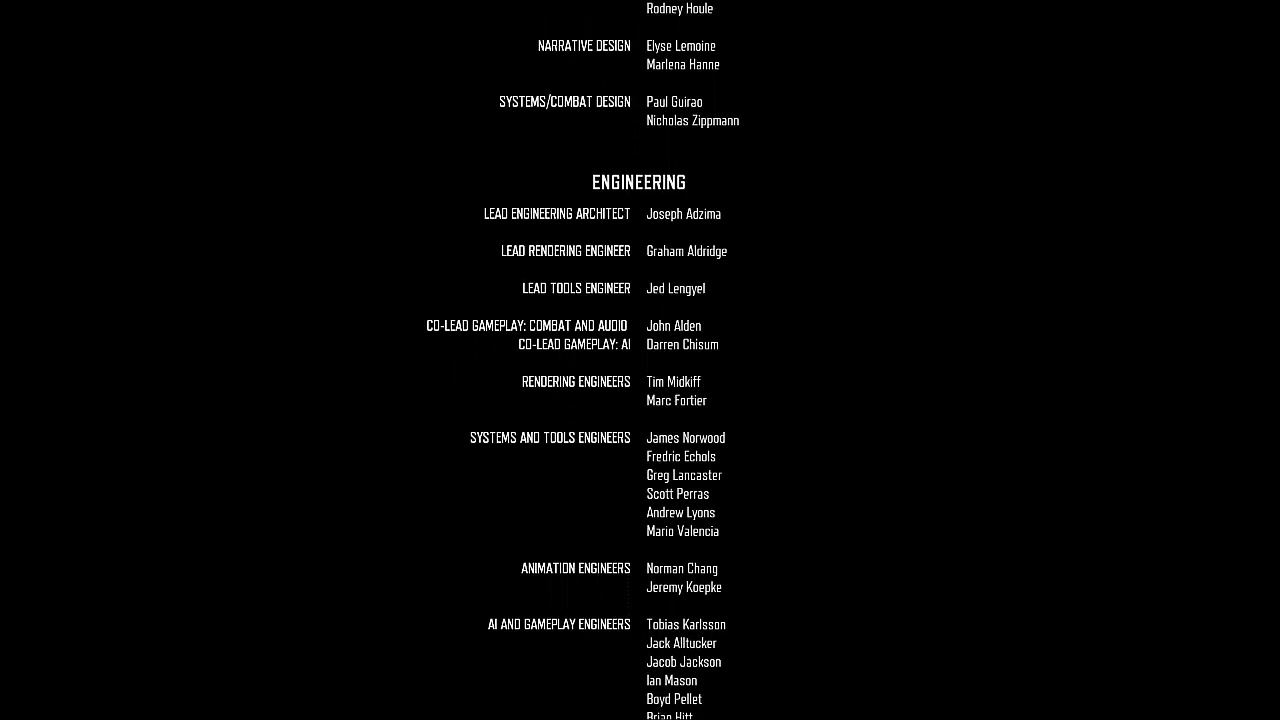 Rodney Houle
NARRATIVE DESIGN Elyse Lemoine
Marlena Hanne
SYSTEMS/COMBAT DESIGN Paul Guirao
Nicholas Zippmann
ENGINEERING
LEAD ENGINEERING ARCHITECT Joseph Adzima
LEAD RENDERING ENGINEER Graham Aldridge
LEAD TOOLS ENGINEER Jed Lengyel
CO-LEAD GAMEPLAY: COMBAT AND AUDIO John Alden
CO-LEAD GAMEPLAY: AI Darren Chisum
RENDERING ENGINEERS Tim Midkiff
Marc Fortier
SYSTEMS AND TOOLS ENGINEERS James Norwood
Fredric Echols
Greg Lancaster
Scott Perras
Andrew Lyons
Mario Valencia
ANIMATION ENGINEERS Norman Chang
Jeremy Koepke
AI AND GAMEPLAY ENGINEERS Tobias Karlsson
Jack Alltucker
Jacob Jackson
Ian Mason
Boyd Pellet
Brian Hitt